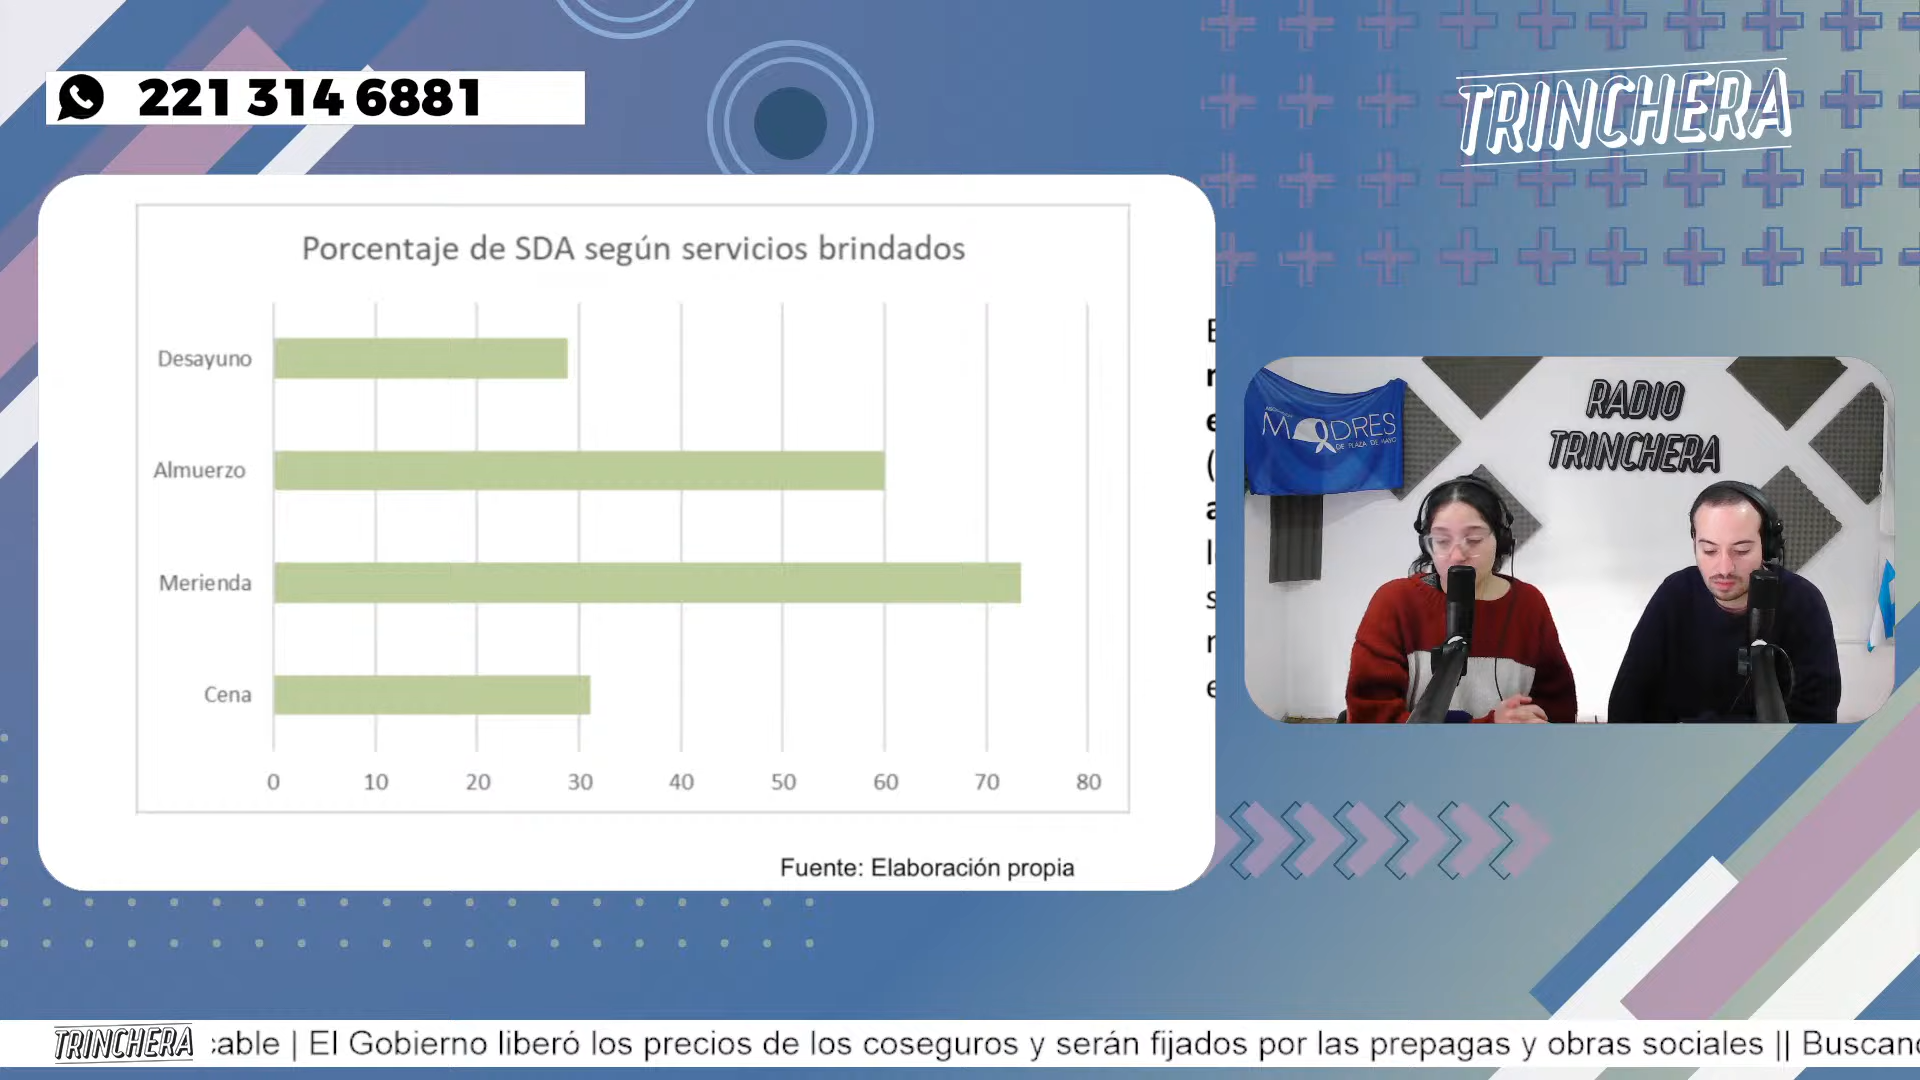 221 314 6881
TRINCHERA
Porcentaje de SDA según servicios brindados
Desayuno
Almuerzo
Merienda
Cena
0 10 20 30 40 50 60 70 80
Fuente: Elaboración propia
MADRES
DE PLAZA DE MAYO
RADIO
TRINCHERA
TRINCHERA
cable | El Gobierno liberó los precios de los coseguros y serán fijados por las prepagas y obras sociales || Buscan